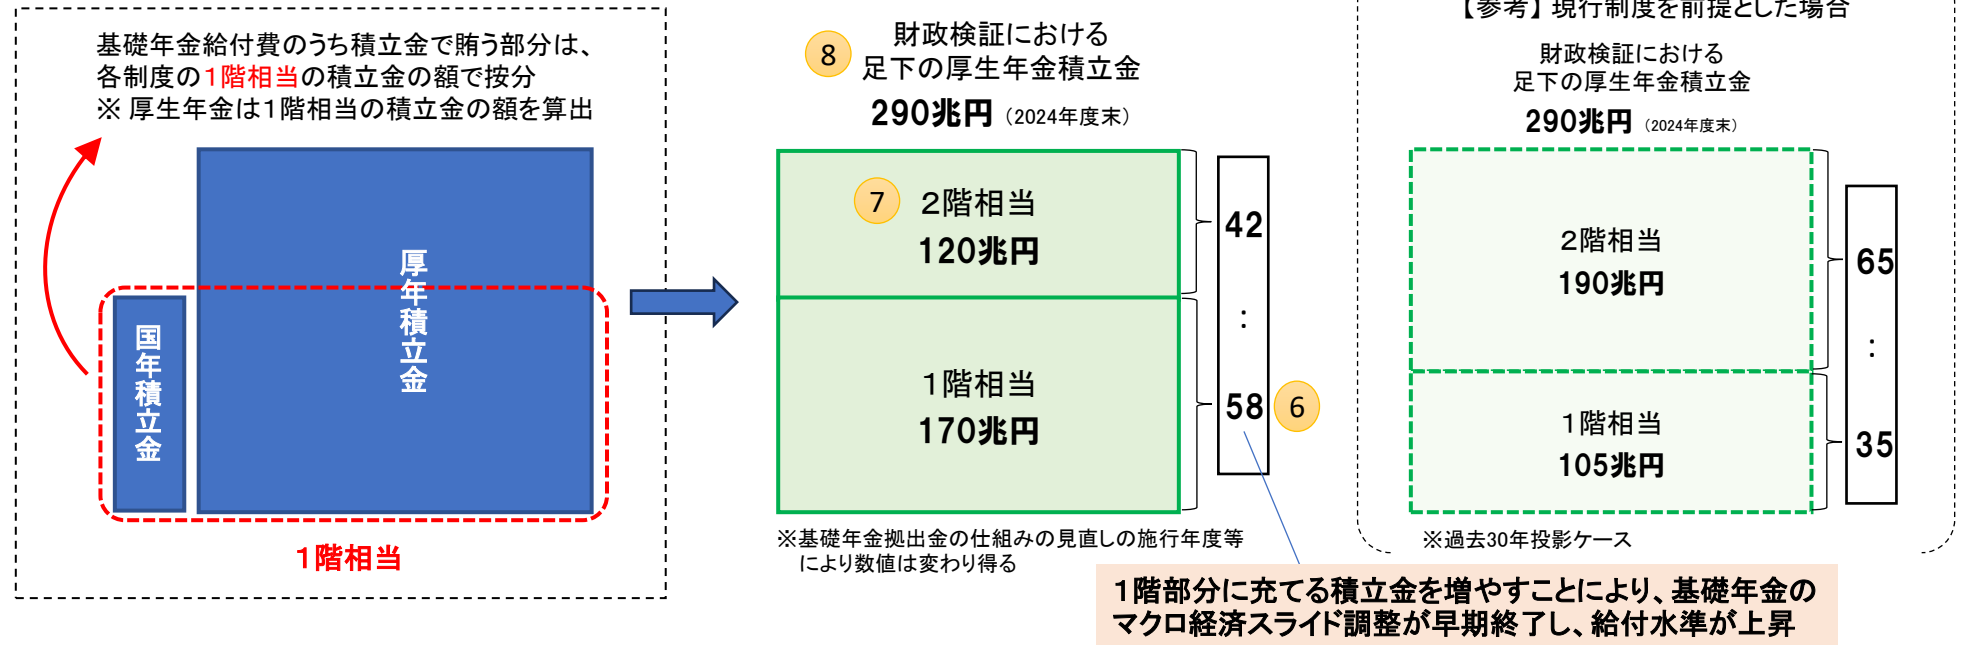 基礎年金給付費のうち積立金で賄う部分は、
各制度の1階相当の積立金の額で按分
※ 厚生年金は1階相当の積立金の額を算出
厚年積立金
国年積立金
1階相当
8
財政検証における
足下の厚生年金積立金
290兆円（2024年度末）
7
2階相当
120兆円
42
：
1階相当
170兆円
58
6
※基礎年金拠出金の仕組みの見直しの施行年度等
により数値は変わり得る
【参考】現行制度を前提とした場合
財政検証における
足下の厚生年金積立金
290兆円（2024年度末）
2階相当
190兆円
65
：
1階相当
105兆円
35
※過去30年投影ケース
1階部分に充てる積立金を増やすことにより、基礎年金の
マクロ経済スライド調整が早期終了し、給付水準が上昇